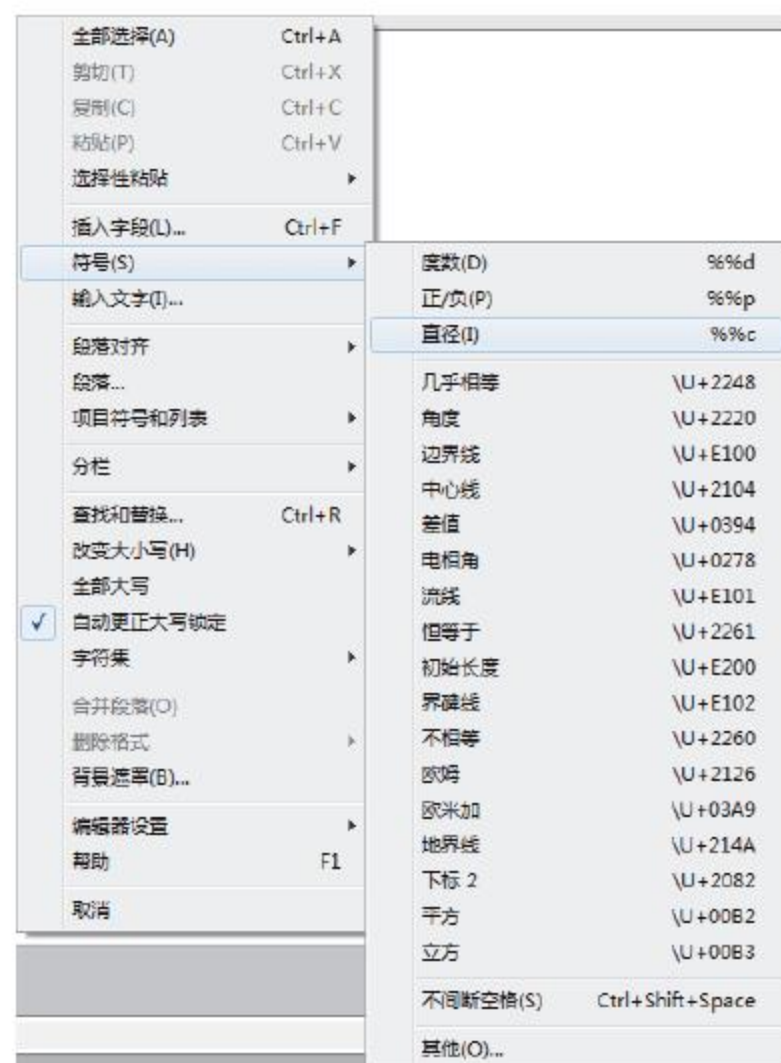 全部选择(A) Ctrl+A
剪切(T) Ctrl+X
复制(C) Ctrl+C
粘贴(P) Ctrl+V
选择性粘贴
插入字段(L)... Ctrl+F
符号(S)
输入文字(I)...
段落对齐
段落...
项目符号和列表
分栏
查找和替换... Ctrl+R
改变大小写(H)
全部大写
自动更正大写锁定
字符集
合并段落(O)
删除格式
背景遮罩(B)...
编辑器设置
帮助 F1
取消
度数(D) %%d
正/负(P) %%p
直径(I) %%c
几乎相等 \U+2248
角度 \U+2220
边界线 \U+E100
中心线 \U+2104
差值 \U+0394
电相角 \U+0278
流线 \U+E101
恒等于 \U+2261
初始长度 \U+E200
界碑线 \U+E102
不相等 \U+2260
欧姆 \U+2126
欧米加 \U+03A9
地界线 \U+214A
下标 2 \U+2082
平方 \U+00B2
立方 \U+00B3
不间断空格(S) Ctrl+Shift+Space
其他(O)...